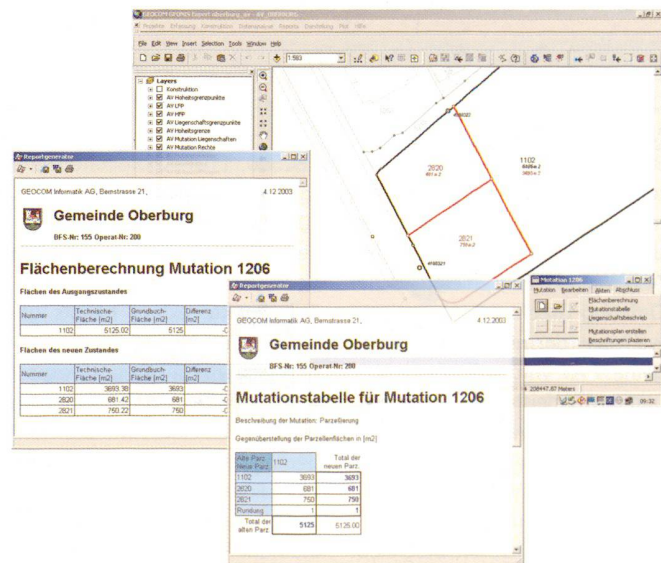 File Edit View Insert Selection Tools Window Help
1:593
Layers
Konstruktion
AV Hoheitsgrenzpunkte
AV LFP
AV HFP
AV Liegenschaftsgrenzpunkte
AV Hoheitsgrenze
AV Mutation Liegenschaften
AV Mutation Rechte
2820
1102
2821
Reportgenerator
GEOCOM Informatik AG, Bernstrasse 21,
4.12.2003
Gemeinde Oberburg
BFS-Nr: 155 Operat-Nr: 200
Flächenberechnung Mutation 1206
Flächen des Ausgangszustandes
Nummer Technische-Fläche [m2] Grundbuch-Fläche [m2] Differenz [m2]
1102 5125.02 5125
Flächen des neuen Zustandes
Nummer Technische-Fläche [m2] Grundbuch-Fläche [m2] Differenz [m2]
1102 3693.38 3693
2820 681.42 681
2821 750.22 750
Mutation 1206
Mutation Bearbeiten Akten Abschluss
Flächenberechnung
Mutationstabelle
Liegenschaftsbeschrieb
Mutationsplan erstellen
Beschriftungen plazieren
09:32
Reportgenerator
GEOCOM Informatik AG, Bernstrasse 21,
4.12.2003
Gemeinde Oberburg
BFS-Nr: 155 Operat-Nr: 200
Mutationstabelle für Mutation 1206
Beschreibung der Mutation: Parzellierung
Gegenüberstellung der Parzellenflächen in [m2]
Alte Parz. 1102 Total der
Neue Parz. neuen Parz.
1102 3693 3693
2820 681 681
2821 750 750
Rundung 1 1
Total der
alten Parz. 5125 5125.00